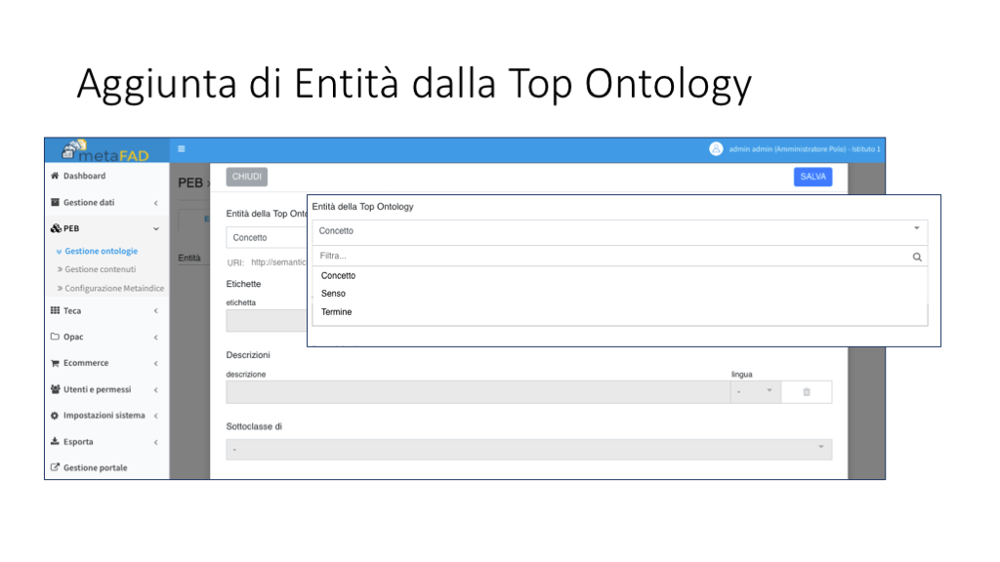 Aggiunta di Entità dalla Top Ontology
metaFAD
admin admin (Amministratore Polo) - Istituto 1
Dashboard
Gestione dati
PEB
Gestione ontologie
Gestione contenuti
Configurazione Metaindice
Teca
Opac
Ecommerce
Utenti e permessi
Impostazioni sistema
Esporta
Gestione portale
PEB
Entità
CHIUDI
SALVA
Entità della Top Onto
Concetto
URI: http://semantic
Etichette
etichetta
Entità della Top Ontology
Concetto
Filtra...
Concetto
Senso
Termine
Descrizioni
descrizione
lingua
-
Sottoclasse di
-